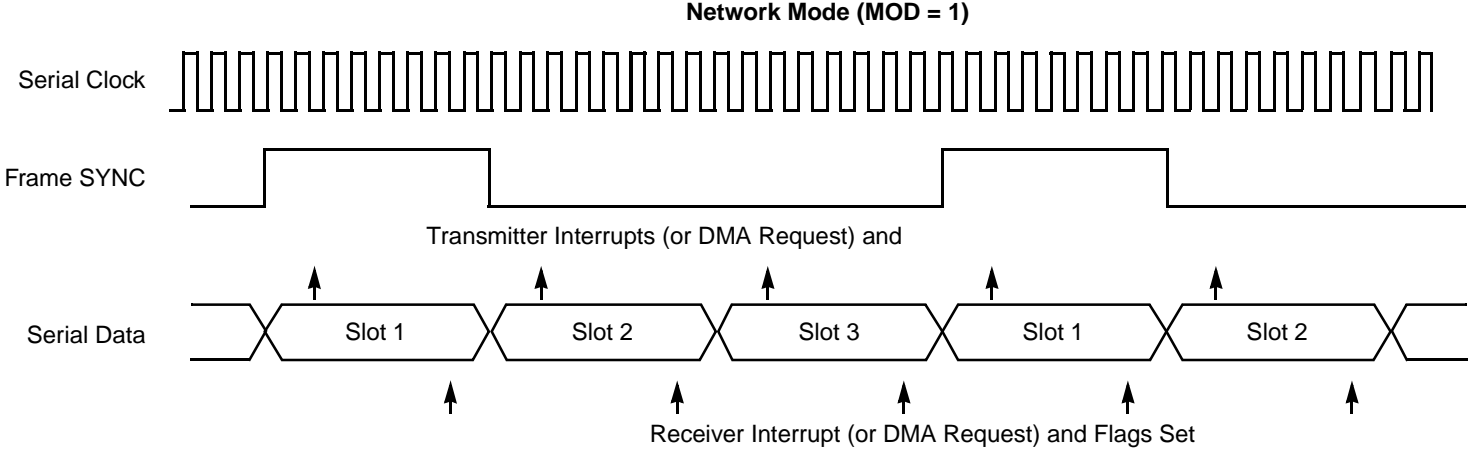 Network Mode (MOD = 1)
Serial Clock
Frame SYNC
Transmitter Interrupts (or DMA Request) and
Serial Data
Slot 1
Slot 2
Slot 3
Slot 1
Slot 2
Receiver Interrupt (or DMA Request) and Flags Set